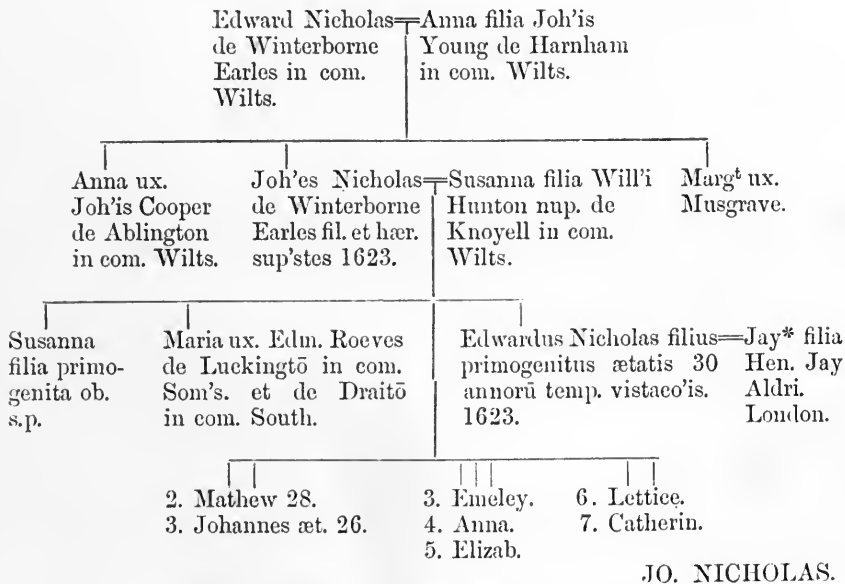 Edward Nicholas
de Winterborne
Earles in com.
Wilts.
Anna filia Joh'is
Young de Harnham
in com. Wilts.
Anna ux.
Joh'is Cooper
de Ablington
in com. Wilts.
Joh'es Nicholas
de Winterborne
Earles fil. et hær.
sup'stes 1623.
Susanna filia Will'i
Hunton nup. de
Knoyell in com.
Wilts.
Margᵗ ux.
Musgrave.
Susanna
filia primo-
genita ob.
s.p.
Maria ux. Edm. Roeves
de Luckingtō in com.
Som's. et de Draitō
in com. South.
Edwardus Nicholas filius
primogenitus ætatis 30
annorū temp. vistaco'is.
1623.
Jay* filia
Hen. Jay
Aldri.
London.
2. Mathew 28.
3. Johannes æt. 26.
3. Emeley.
4. Anna.
5. Elizab.
6. Lettice.
7. Catherin.
JO. NICHOLAS.